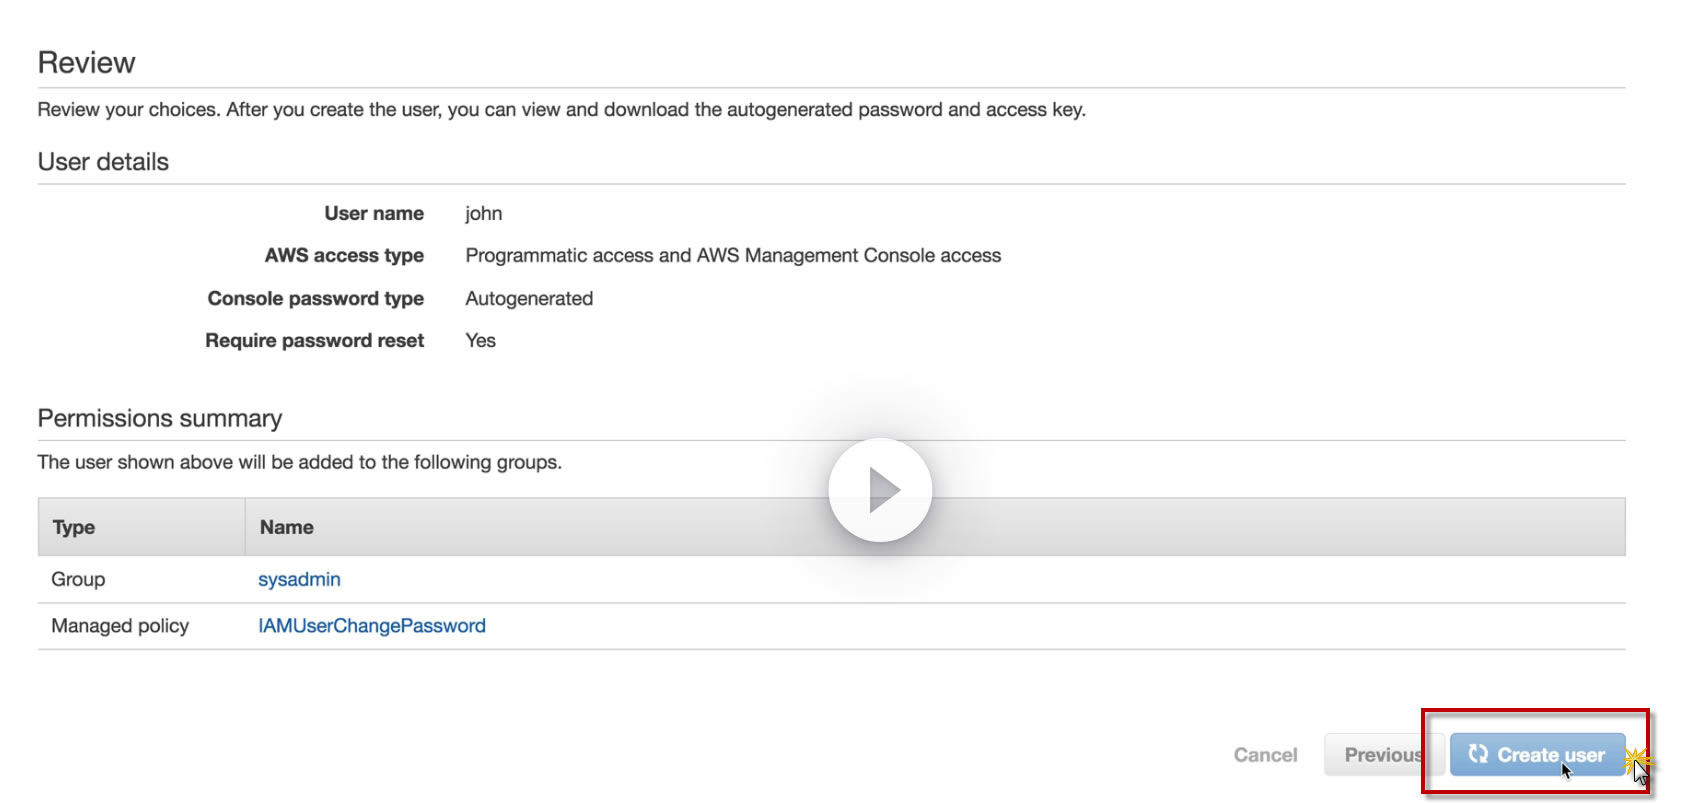 Review
Review your choices. After you create the user, you can view and download the autogenerated password and access key.
User details
User name john
AWS access type Programmatic access and AWS Management Console access
Console password type Autogenerated
Require password reset Yes
Permissions summary
The user shown above will be added to the following groups.
Type Name
Group sysadmin
Managed policy IAMUserChangePassword
Cancel Previous Create user